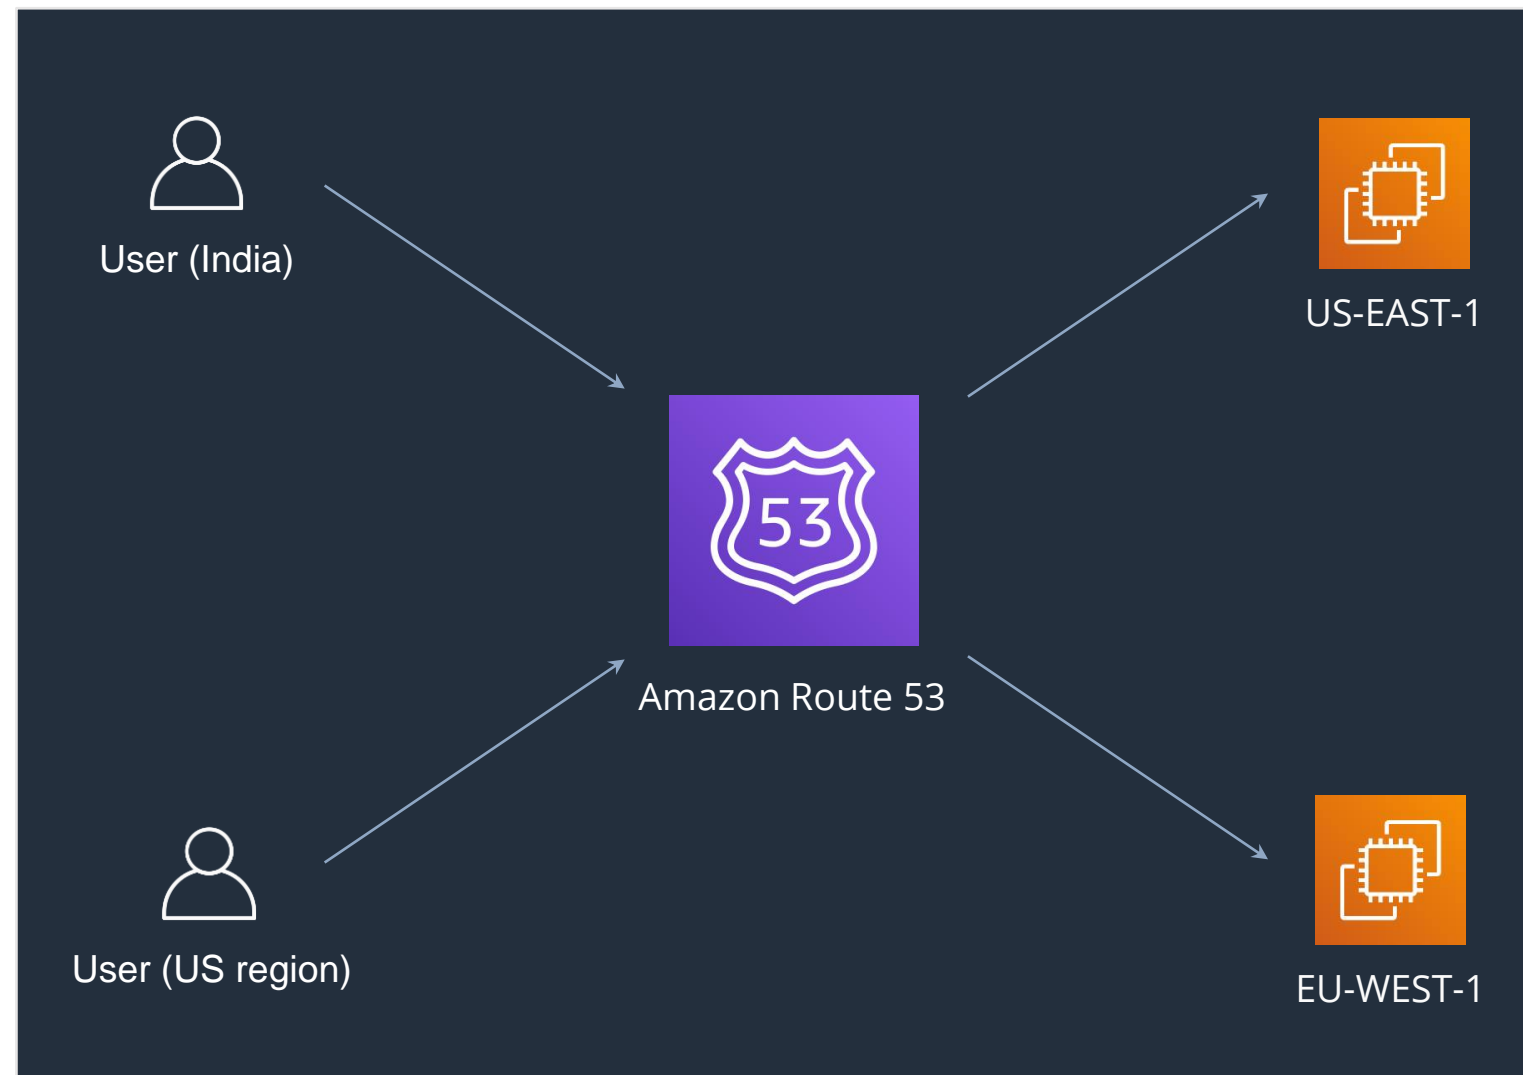 User (India)
US-EAST-1
53
Amazon Route 53
User (US region)
EU-WEST-1